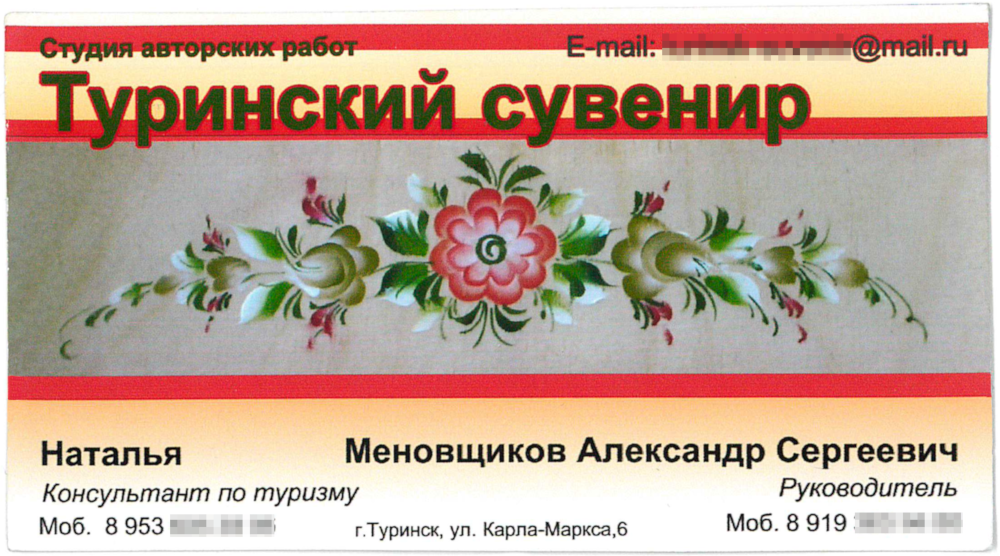 Студия авторских работ
E-mail: @mail.ru
Туринский сувенир
Наталья
Меновщиков Александр Сергеевич
Консультант по туризму
Руководитель
Моб. 8 953
г.Туринск, ул. Карла-Маркса,6
Моб. 8 919